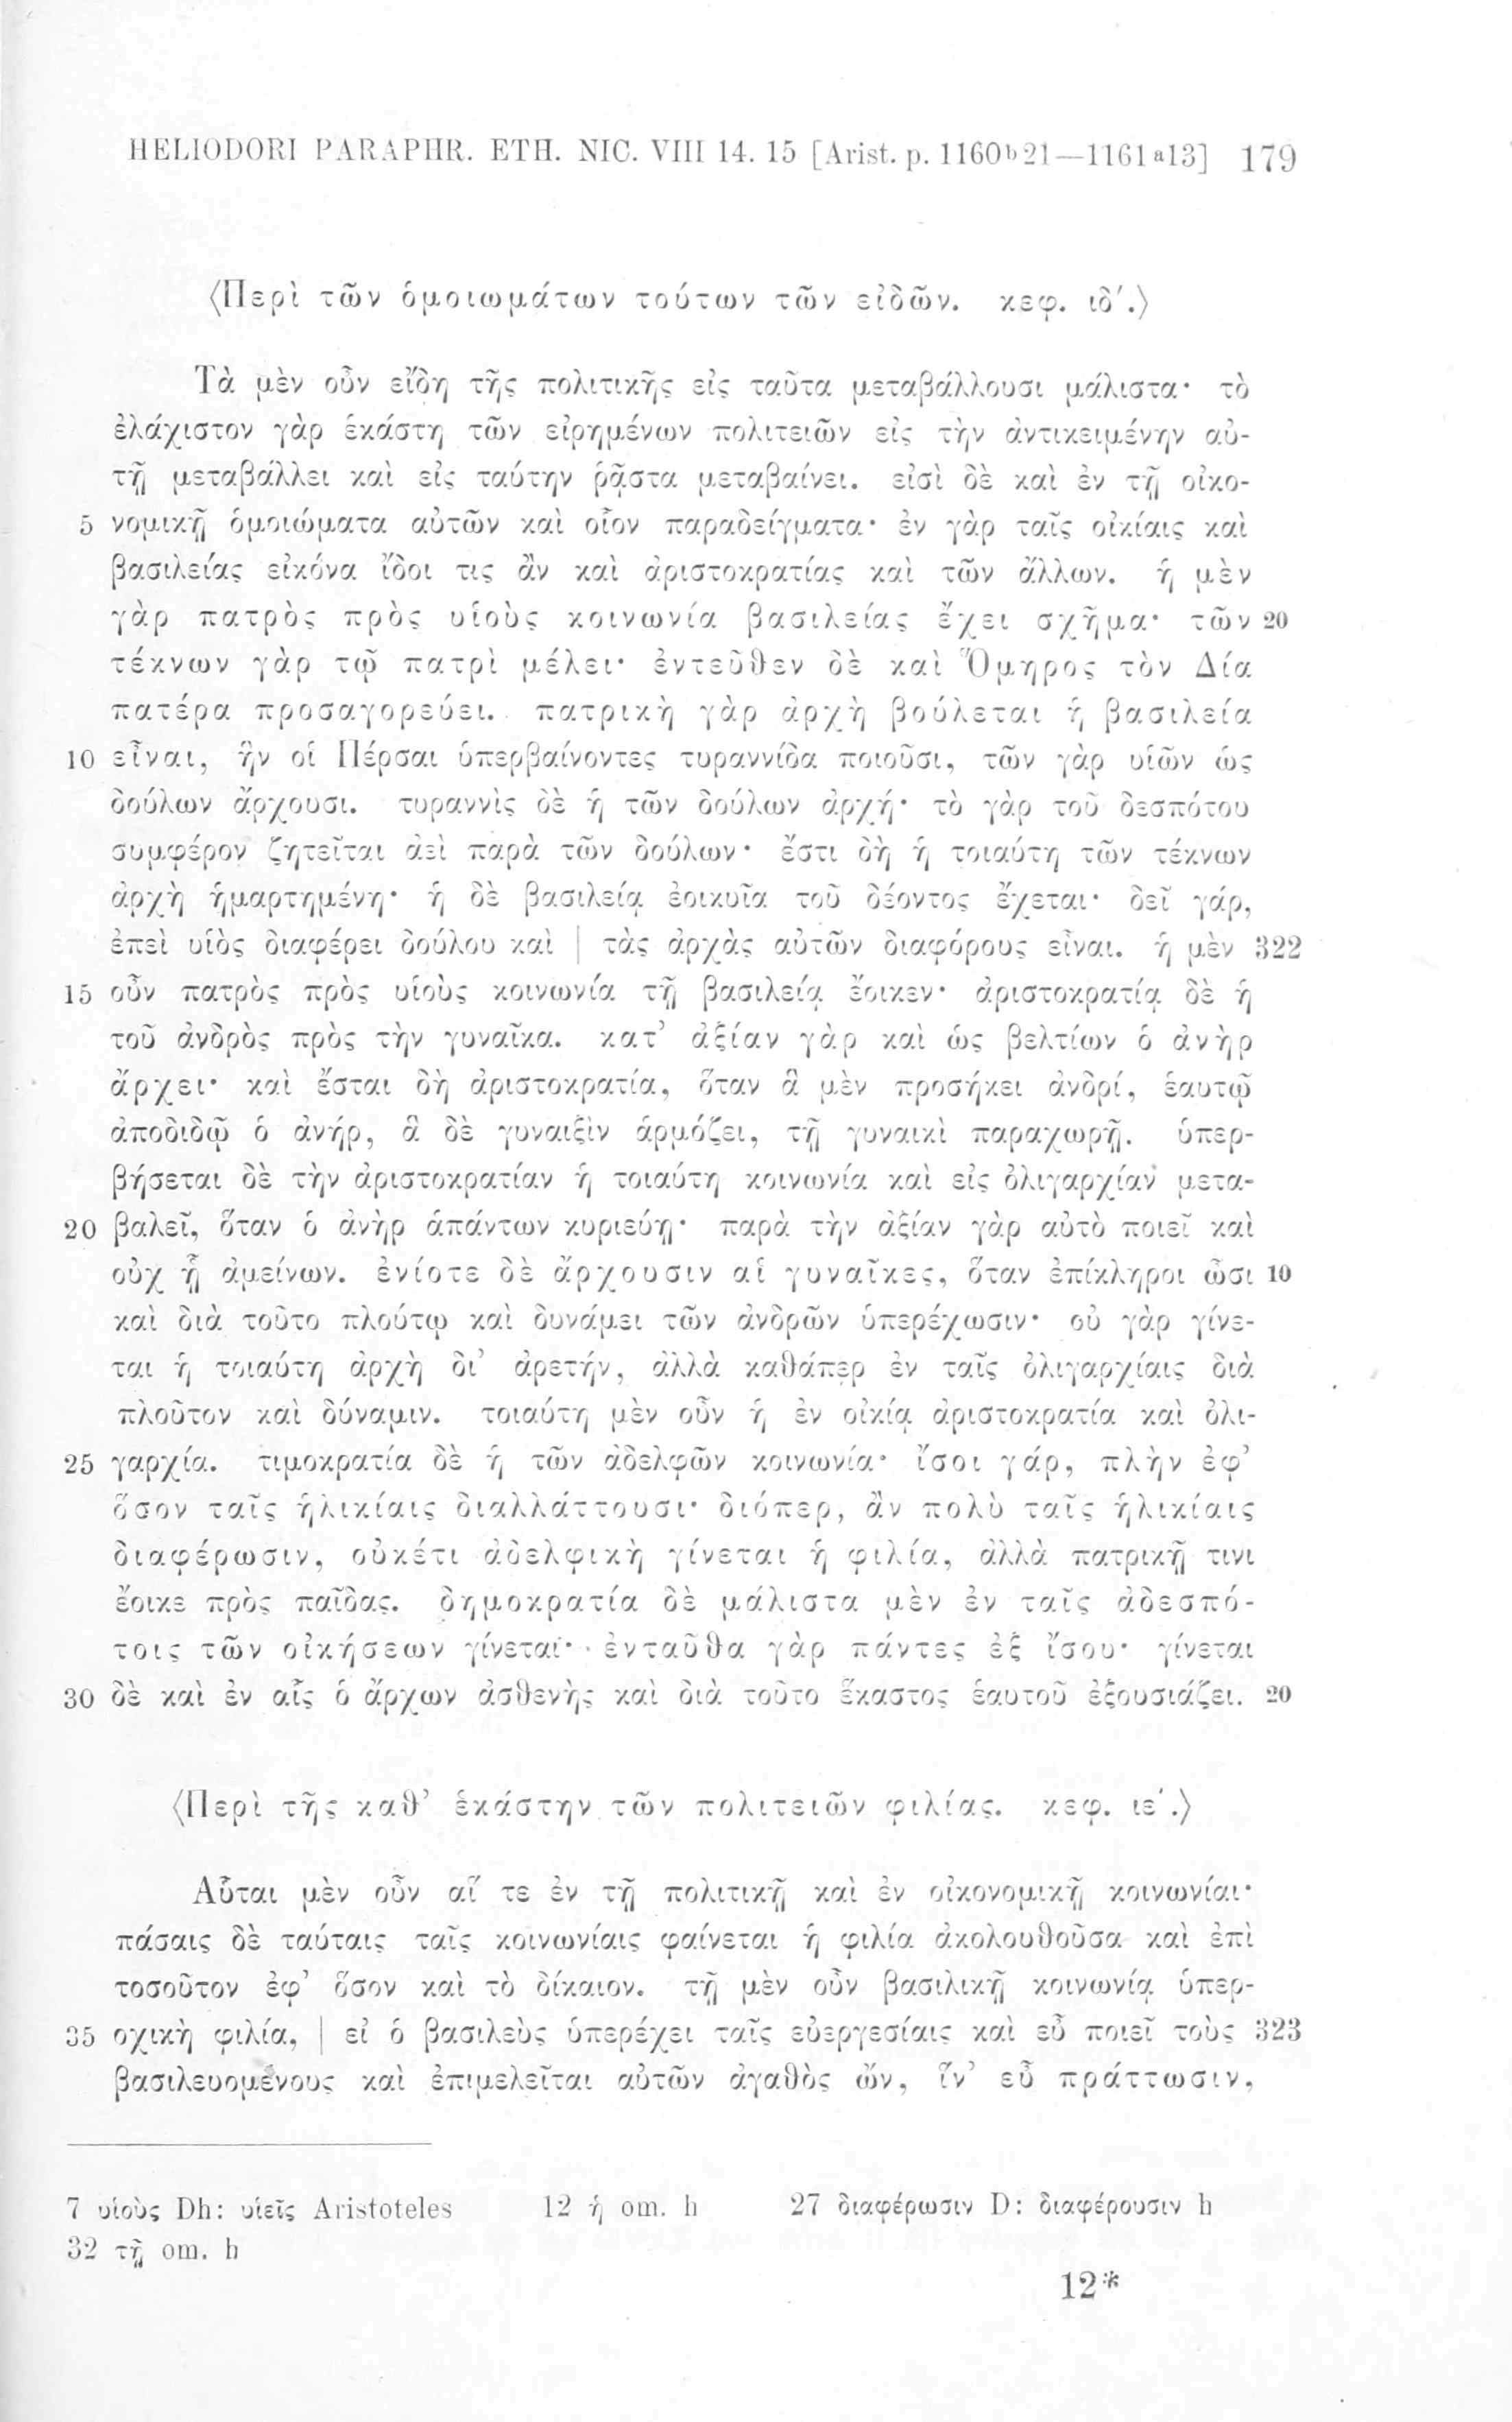 HELIODORI PARAPHR. ETH. NIC. VIII 14. 15 [Arist. p. 1160b21—1161a13] 179
⟨Περὶ τῶν ὁμοιωμάτων τούτων τῶν εἰδῶν. κεφ. ιδʹ.⟩
Τὰ μὲν οὖν εἴδη τῆς πολιτικῆς εἰς ταῦτα μεταβάλλουσι μάλιστα· τὸ
ἐλάχιστον γὰρ ἑκάστη τῶν εἰρημένων πολιτειῶν εἰς τὴν ἀντικειμένην αὐ-
τῇ μεταβάλλει καὶ εἰς ταύτην ῥᾷστα μεταβαίνει. εἰσὶ δὲ καὶ ἐν τῇ οἰκο-
5 νομικῇ ὁμοιώματα αὐτῶν καὶ οἷον παραδείγματα· ἐν γὰρ ταῖς οἰκίαις καὶ
βασιλείας εἰκόνα ἴδοι τις ἂν καὶ ἀριστοκρατίας καὶ τῶν ἄλλων. ἡ μὲν
γὰρ πατρὸς πρὸς υἱοὺς κοινωνία βασιλείας ἔχει σχῆμα· τῶν 20
τέκνων γὰρ τῷ πατρὶ μέλει· ἐντεῦθεν δὲ καὶ Ὅμηρος τὸν Δία
πατέρα προσαγορεύει. πατρικὴ γὰρ ἀρχὴ βούλεται ἡ βασιλεία
10 εἶναι, ἣν οἱ Πέρσαι ὑπερβαίνοντες τυραννίδα ποιοῦσι, τῶν γὰρ υἱῶν ὡς
δούλων ἄρχουσι. τυραννὶς δὲ ἡ τῶν δούλων ἀρχή· τὸ γὰρ τοῦ δεσπότου
συμφέρον ζητεῖται ἀεὶ παρὰ τῶν δούλων· ἔστι δὴ ἡ τοιαύτη τῶν τέκνων
ἀρχὴ ἡμαρτημένη· ἡ δὲ βασιλείᾳ ἐοικυῖα τοῦ δέοντος ἔχεται· δεῖ γάρ,
ἐπεὶ υἱὸς διαφέρει δούλου καὶ | τὰς ἀρχὰς αὐτῶν διαφόρους εἶναι. ἡ μὲν 322
15 οὖν πατρὸς πρὸς υἱοὺς κοινωνία τῇ βασιλείᾳ ἔοικεν· ἀριστοκρατίᾳ δὲ ἡ
τοῦ ἀνδρὸς πρὸς τὴν γυναῖκα. κατ’ ἀξίαν γὰρ καὶ ὡς βελτίων ὁ ἀνὴρ
ἄρχει· καὶ ἔσται δὴ ἀριστοκρατία, ὅταν ἃ μὲν προσήκει ἀνδρί, ἑαυτῷ
ἀποδιδῷ ὁ ἀνήρ, ἃ δὲ γυναιξὶν ἁρμόζει, τῇ γυναικὶ παραχωρῇ. ὑπερ-
βήσεται δὲ τὴν ἀριστοκρατίαν ἡ τοιαύτη κοινωνία καὶ εἰς ὀλιγαρχίαν μετα-
20 βαλεῖ, ὅταν ὁ ἀνὴρ ἁπάντων κυριεύῃ· παρὰ τὴν ἀξίαν γὰρ αὐτὸ ποιεῖ καὶ
οὐχ ᾗ ἀμείνων. ἐνίοτε δὲ ἄρχουσιν αἱ γυναῖκες, ὅταν ἐπίκληροι ὦσι 10
καὶ διὰ τοῦτο πλούτῳ καὶ δυνάμει τῶν ἀνδρῶν ὑπερέχωσιν· οὐ γὰρ γίνε-
ται ἡ τοιαύτη ἀρχὴ δι’ ἀρετήν, ἀλλὰ καθάπερ ἐν ταῖς ὀλιγαρχίαις διὰ
πλοῦτον καὶ δύναμιν. τοιαύτη μὲν οὖν ἡ ἐν οἰκίᾳ ἀριστοκρατία καὶ ὀλι-
25 γαρχία. τιμοκρατία δὲ ἡ τῶν ἀδελφῶν κοινωνία· ἴσοι γάρ, πλὴν ἐφ’
ὅσον ταῖς ἡλικίαις διαλλάττουσι· διόπερ, ἂν πολὺ ταῖς ἡλικίαις
διαφέρωσιν, οὐκέτι ἀδελφικὴ γίνεται ἡ φιλία, ἀλλὰ πατρικῇ τινι
ἔοικε πρὸς παῖδας. δημοκρατία δὲ μάλιστα μὲν ἐν ταῖς ἀδεσπό-
τοις τῶν οἰκήσεων γίνεται· ἐνταῦθα γὰρ πάντες ἐξ ἴσου· γίνεται
30 δὲ καὶ ἐν αἷς ὁ ἄρχων ἀσθενὴς καὶ διὰ τοῦτο ἕκαστος ἑαυτοῦ ἐξουσιάζει. 20
⟨Περὶ τῆς καθ’ ἑκάστην τῶν πολιτειῶν φιλίας. κεφ. ιεʹ.⟩
Αὗται μὲν οὖν αἵ τε ἐν τῇ πολιτικῇ καὶ ἐν οἰκονομικῇ κοινωνίαι·
πάσαις δὲ ταύταις ταῖς κοινωνίαις φαίνεται ἡ φιλία ἀκολουθοῦσα καὶ ἐπὶ
τοσοῦτον ἐφ’ ὅσον καὶ τὸ δίκαιον. τῇ μὲν οὖν βασιλικῇ κοινωνίᾳ ὑπερ-
35 οχικὴ φιλία, | εἰ ὁ βασιλεὺς ὑπερέχει ταῖς εὐεργεσίαις καὶ εὖ ποιεῖ τοὺς 323
βασιλευομένους καὶ ἐπιμελεῖται αὐτῶν ἀγαθὸς ὤν, ἵν’ εὖ πράττωσιν,
7 υἱοὺς Dh: υἱεῖς Aristoteles 12 ἡ om. h 27 διαφέρωσιν D: διαφέρουσιν h
32 τῇ om. h
12*